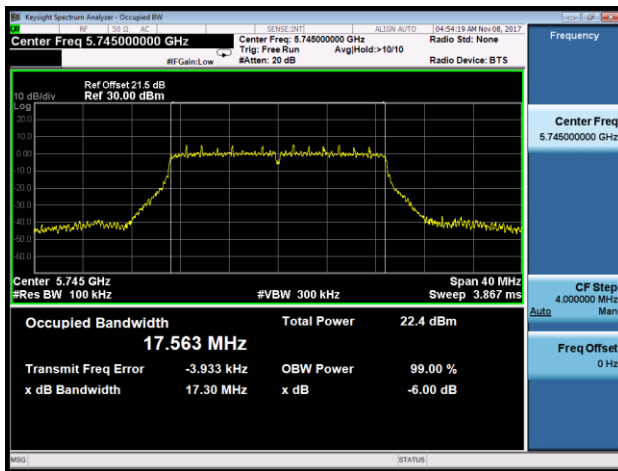 Keysight Spectrum Analyzer - Occupied BW
RF 50 Ω AC SENSE:INT ALIGN AUTO 04:54:19 AM Nov 08, 2017
Center Freq 5.745000000 GHz Center Freq: 5.745000000 GHz Radio Std: None Frequency
Trig: Free Run Avg|Hold:>10/10
#IFGain:Low #Atten: 20 dB Radio Device: BTS
Ref Offset 21.5 dB
10 dB/div Ref 30.00 dBm
Log
20.0
10.00
0.00
-10.0
-20.0
-30.0
-40.0
-50.0
-60.0
Center Freq
5.745000000 GHz
Center 5.745 GHz Span 40 MHz
#Res BW 100 kHz #VBW 300 kHz Sweep 3.867 ms
CF Step
4.000000 MHz
Auto Man
Occupied Bandwidth Total Power 22.4 dBm
17.563 MHz
Transmit Freq Error -3.933 kHz OBW Power 99.00 %
x dB Bandwidth 17.30 MHz x dB -6.00 dB
Freq Offset
0 Hz
MSG STATUS